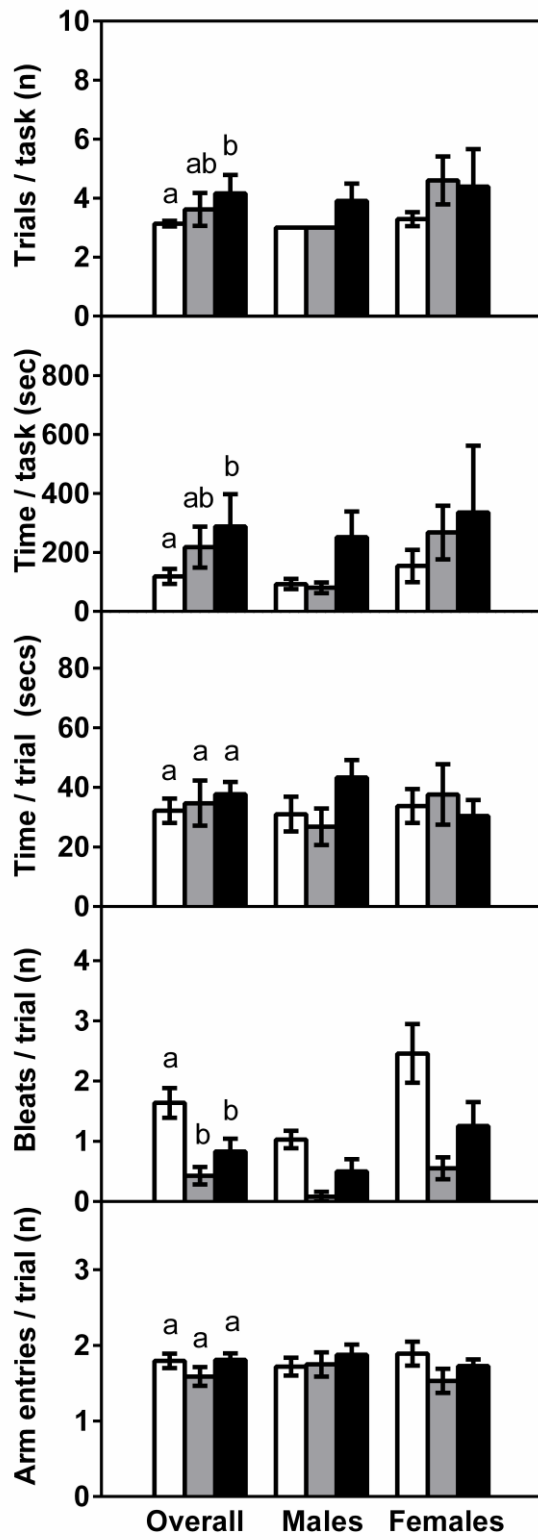 Trials / task (n)
10
8
6
4
2
0
a
ab
b
Time / task (sec)
800
600
400
200
0
a
ab
b
Time / trial (secs)
80
60
40
20
0
a
a
a
Bleats / trial (n)
4
3
2
1
0
a
b
b
Arm entries / trial (n)
3
2
1
0
a
a
a
Overall Males Females